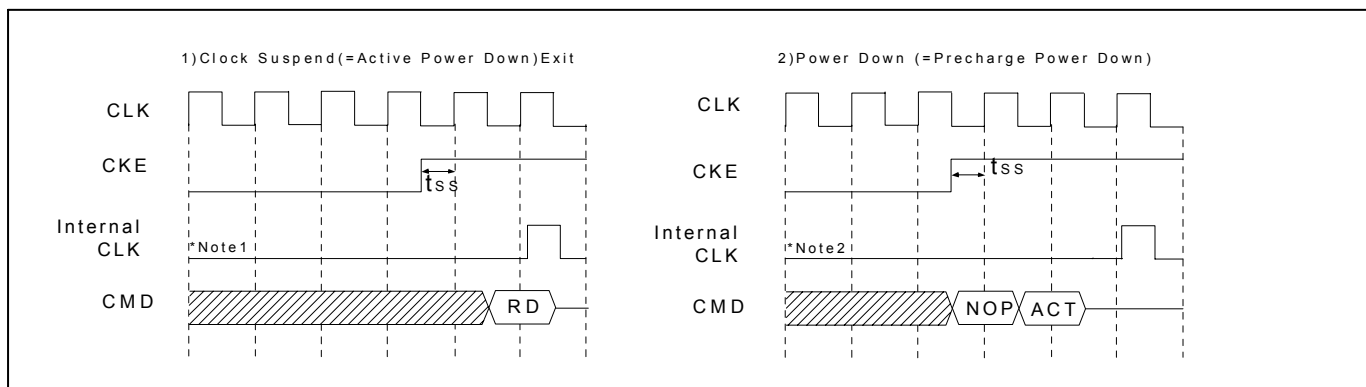 1)Clock Suspend(=Active Power Down)Exit
CLK
CKE
tss
Internal
CLK
*Note1
CMD
RD
2)Power Down (=Precharge Power Down)
CLK
CKE
tss
Internal
CLK
*Note2
CMD
NOP
ACT